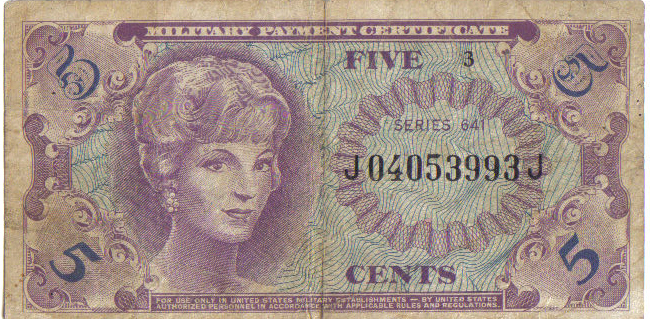 MILITARY PAYMENT CERTIFICATE
5 FIVE 3 5
SERIES 641
J04053993J
5 CENTS 5
FOR USE ONLY IN UNITED STATES MILITARY ESTABLISHMENTS — BY UNITED STATES
AUTHORIZED PERSONNEL IN ACCORDANCE WITH APPLICABLE RULES AND REGULATIONS.